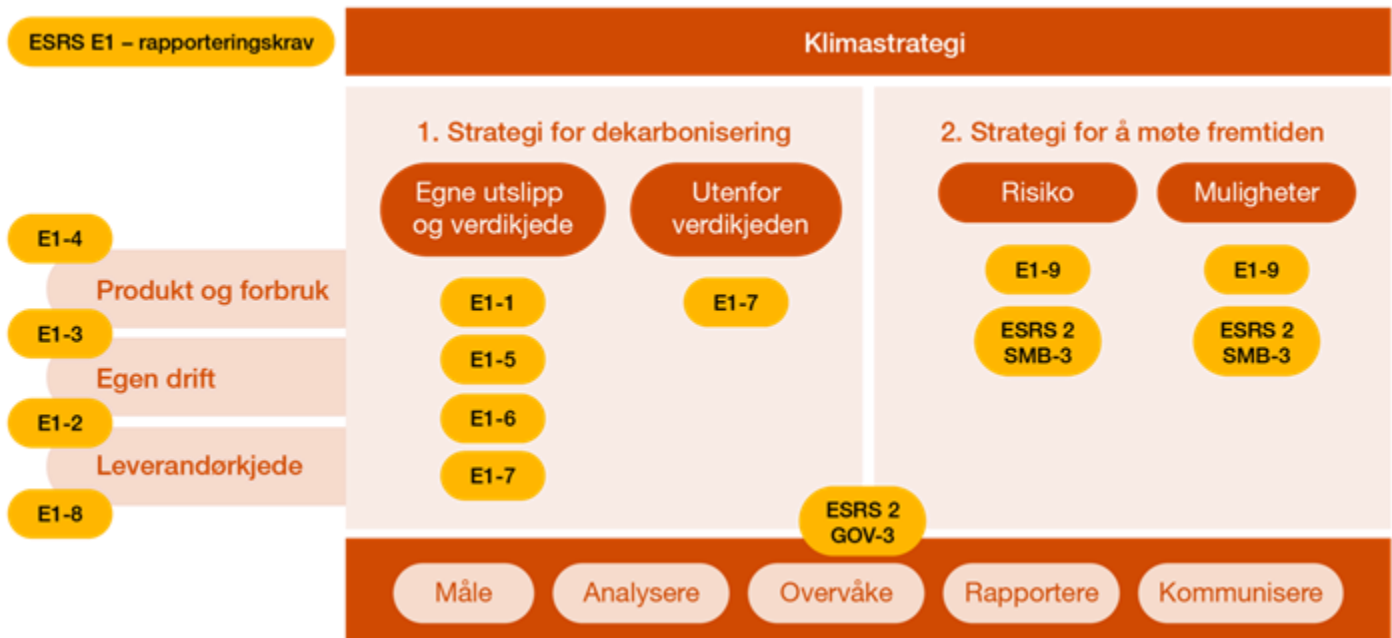 ESRS E1 – rapporteringskrav
Klimastrategi
1. Strategi for dekarbonisering
Egne utslipp
og verdikjede
Utenfor
verdikjeden
E1-1
E1-5
E1-6
E1-7
E1-7
2. Strategi for å møte fremtiden
Risiko
Muligheter
E1-9
ESRS 2
SMB-3
E1-9
ESRS 2
SMB-3
E1-4
Produkt og forbruk
E1-3
Egen drift
E1-2
Leverandørkjede
E1-8
ESRS 2
GOV-3
Måle
Analysere
Overvåke
Rapportere
Kommunisere